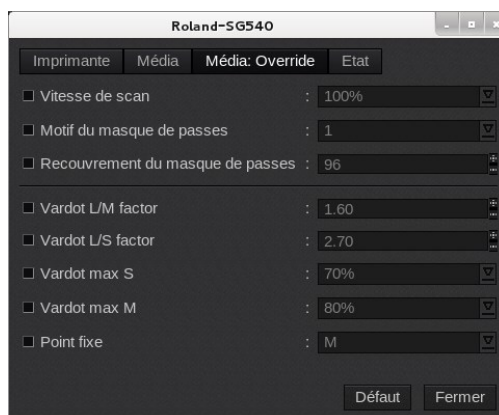 Roland-SG540
Imprimante Média Média: Override Etat
Vitesse de scan : 100%
Motif du masque de passes : 1
Recouvrement du masque de passes : 96
Vardot L/M factor : 1.60
Vardot L/S factor : 2.70
Vardot max S : 70%
Vardot max M : 80%
Point fixe : M
Défaut Fermer